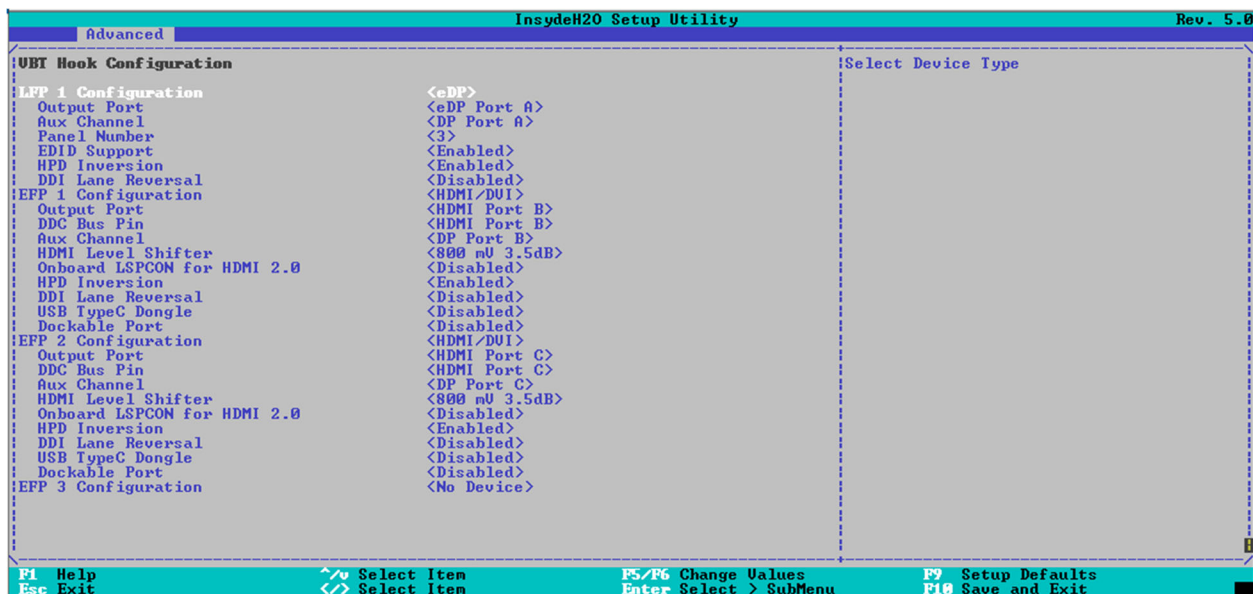 InsydeH2O Setup Utility Rev. 5.0
Advanced
VBT Hook Configuration Select Device Type
LFP 1 Configuration <eDP>
Output Port <eDP Port A>
Aux Channel <DP Port A>
Panel Number <3>
EDID Support <Enabled>
HPD Inversion <Enabled>
DDI Lane Reversal <Disabled>
EFP 1 Configuration <HDMI/DVI>
Output Port <HDMI Port B>
DDC Bus Pin <HDMI Port B>
Aux Channel <DP Port B>
HDMI Level Shifter <800 mV 3.5dB>
Onboard LSPCON for HDMI 2.0 <Disabled>
HPD Inversion <Enabled>
DDI Lane Reversal <Disabled>
USB TypeC Dongle <Disabled>
Dockable Port <Disabled>
EFP 2 Configuration <HDMI/DVI>
Output Port <HDMI Port C>
DDC Bus Pin <HDMI Port C>
Aux Channel <DP Port C>
HDMI Level Shifter <800 mV 3.5dB>
Onboard LSPCON for HDMI 2.0 <Disabled>
HPD Inversion <Enabled>
DDI Lane Reversal <Disabled>
USB TypeC Dongle <Disabled>
Dockable Port <Disabled>
EFP 3 Configuration <No Device>
F1 Help ^/v Select Item F5/F6 Change Values F9 Setup Defaults
Esc Exit </> Select Item Enter Select > SubMenu F10 Save and Exit